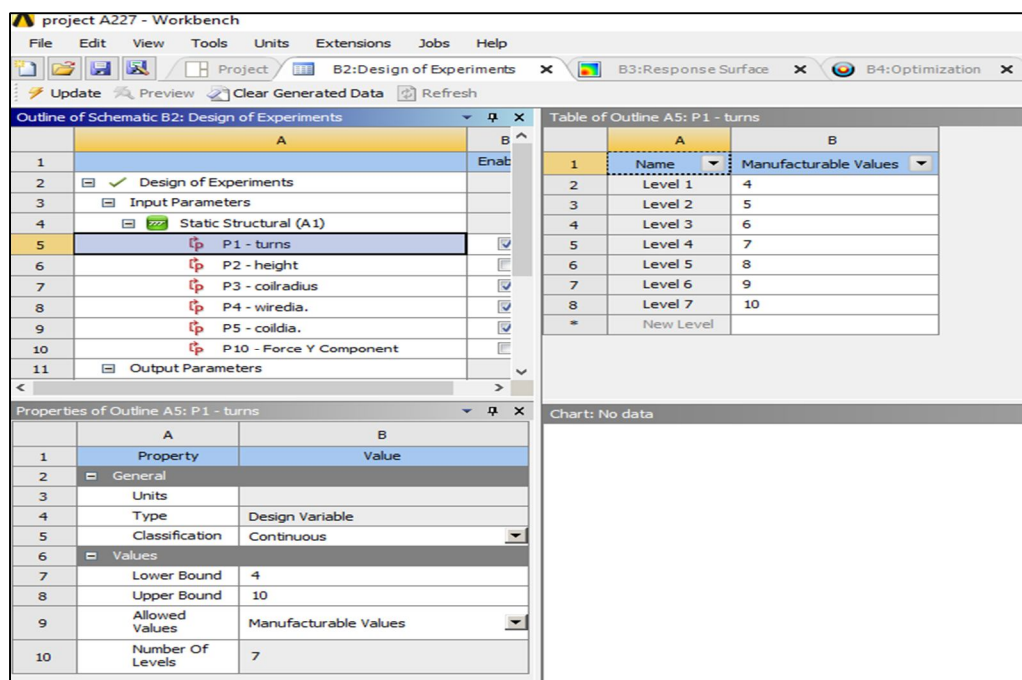 project A227 - Workbench
File Edit View Tools Units Extensions Jobs Help
Project B2:Design of Experiments B3:Response Surface B4:Optimization
Update Preview Clear Generated Data Refresh
Outline of Schematic B2: Design of Experiments
A B
1 Enab
2 Design of Experiments
3 Input Parameters
4 Static Structural (A1)
5 P1 - turns
6 P2 - height
7 P3 - coilradius
8 P4 - wiredia.
9 P5 - coildia.
10 P10 - Force Y Component
11 Output Parameters
Properties of Outline A5: P1 - turns
A B
1 Property Value
2 General
3 Units
4 Type Design Variable
5 Classification Continuous
6 Values
7 Lower Bound 4
8 Upper Bound 10
9 Allowed Values Manufacturable Values
10 Number Of Levels 7
Table of Outline A5: P1 - turns
A B
1 Name Manufacturable Values
2 Level 1 4
3 Level 2 5
4 Level 3 6
5 Level 4 7
6 Level 5 8
7 Level 6 9
8 Level 7 10
* New Level
Chart: No data